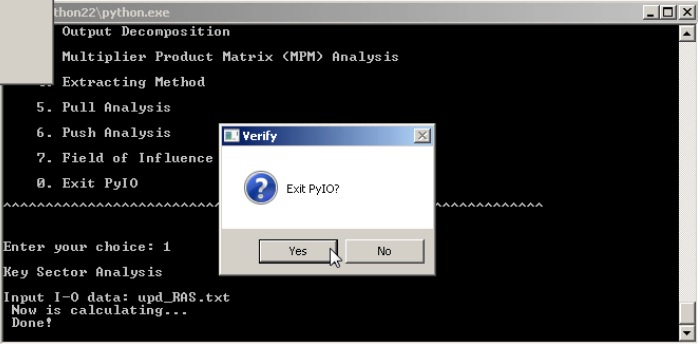 thon22\python.exe
Output Decomposition
Multiplier Product Matrix (MPM) Analysis
Extracting Method
5. Pull Analysis
6. Push Analysis
7. Field of Influence
0. Exit PyIO
^^^^^^^^^^^^^^^^^^^^^^^^^^ ^^^^^^^^^^^^^
Verify
Exit PyIO?
Yes
No
Enter your choice: 1
Key Sector Analysis
Input I-O data: upd_RAS.txt
Now is calculating...
Done!